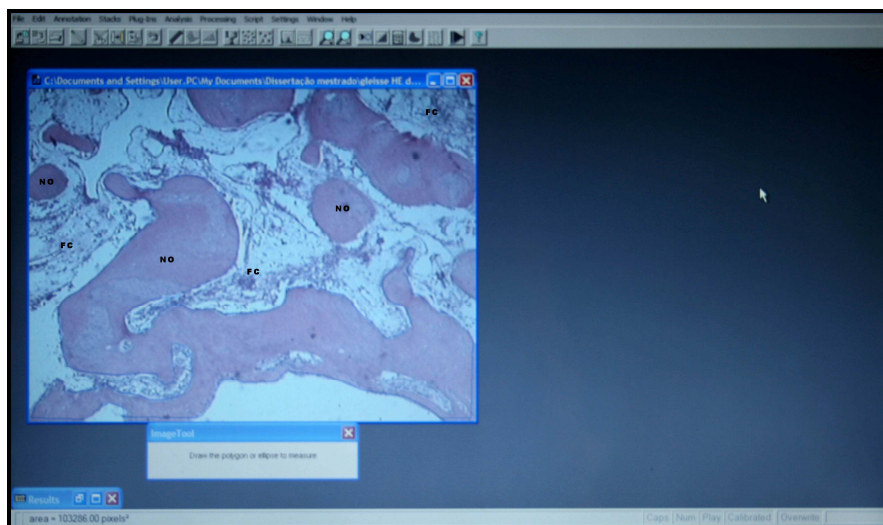 File Edit Annotation Stacks Plug-Ins Analysis Processing Script Settings Window Help
C:\Documents and Settings\User.PC\My Documents\Dissertação mestrado\gleisse HE d...
FC
NO
NO
FC
NO
FC
ImageTool
Draw the polygon or ellipse to measure
Results
area = 103286.00 pixels²
Caps Num Play Calibrated Overwrite